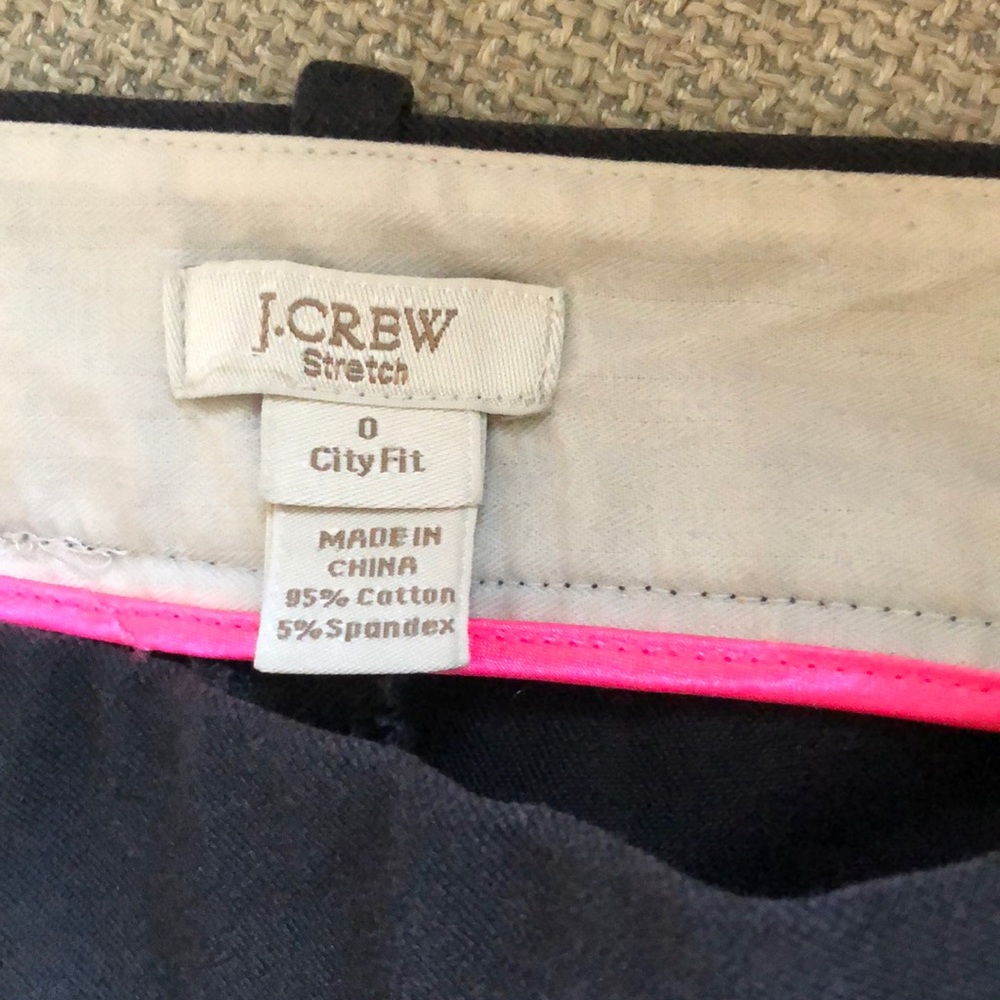 J.CREW
Stretch
0
City Fit
MADE IN
CHINA
95% Cotton
5% Spandex